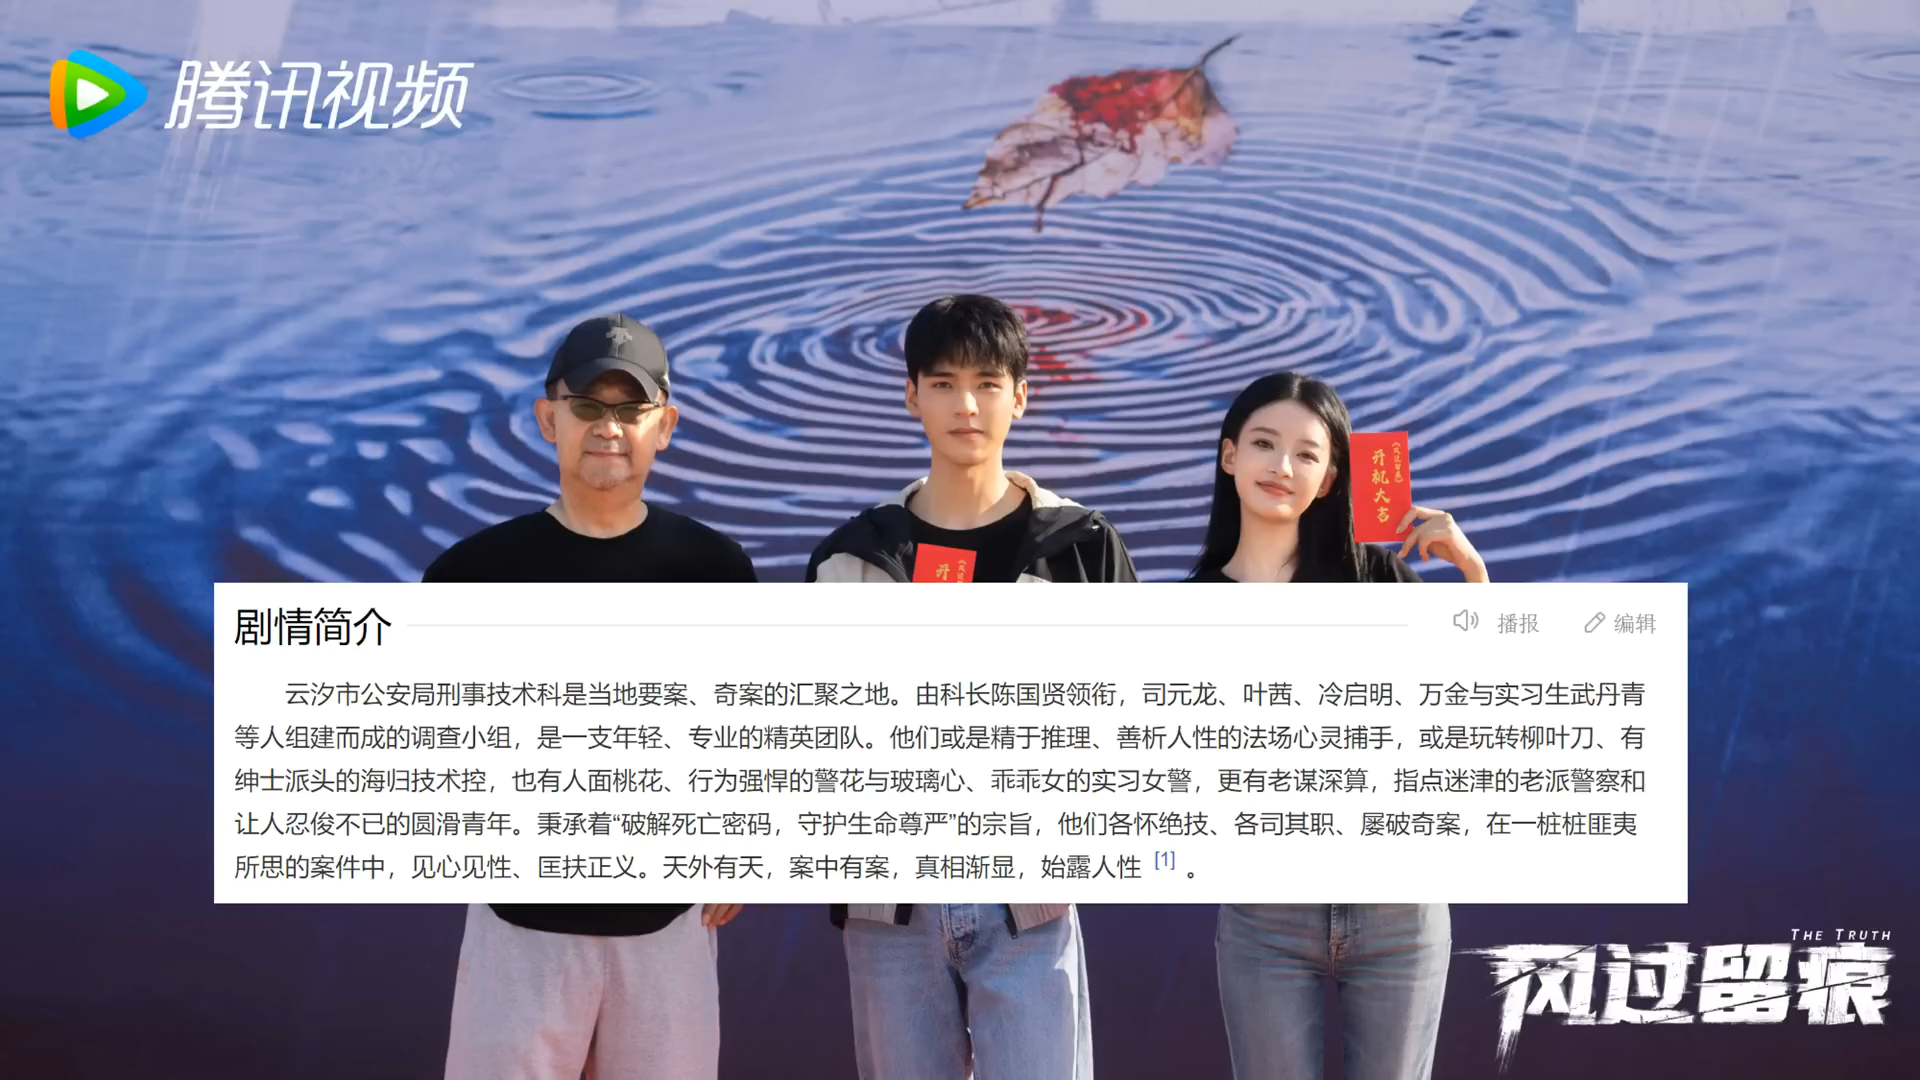 腾讯视频
《风过留痕》
开机大吉
开
剧情简介
播报
编辑
云汐市公安局刑事技术科是当地要案、奇案的汇聚之地。由科长陈国贤领衔，司元龙、叶茜、冷启明、万金与实习生武丹青
等人组建而成的调查小组，是一支年轻、专业的精英团队。他们或是精于推理、善析人性的法场心灵捕手，或是玩转柳叶刀、有
绅士派头的海归技术控，也有人面桃花、行为强悍的警花与玻璃心、乖乖女的实习女警，更有老谋深算，指点迷津的老派警察和
让人忍俊不已的圆滑青年。秉承着“破解死亡密码，守护生命尊严”的宗旨，他们各怀绝技、各司其职、屡破奇案，在一桩桩匪夷
所思的案件中，见心见性、匡扶正义。天外有天，案中有案，真相渐显，始露人性 [1] 。
THE TRUTH
风过留痕